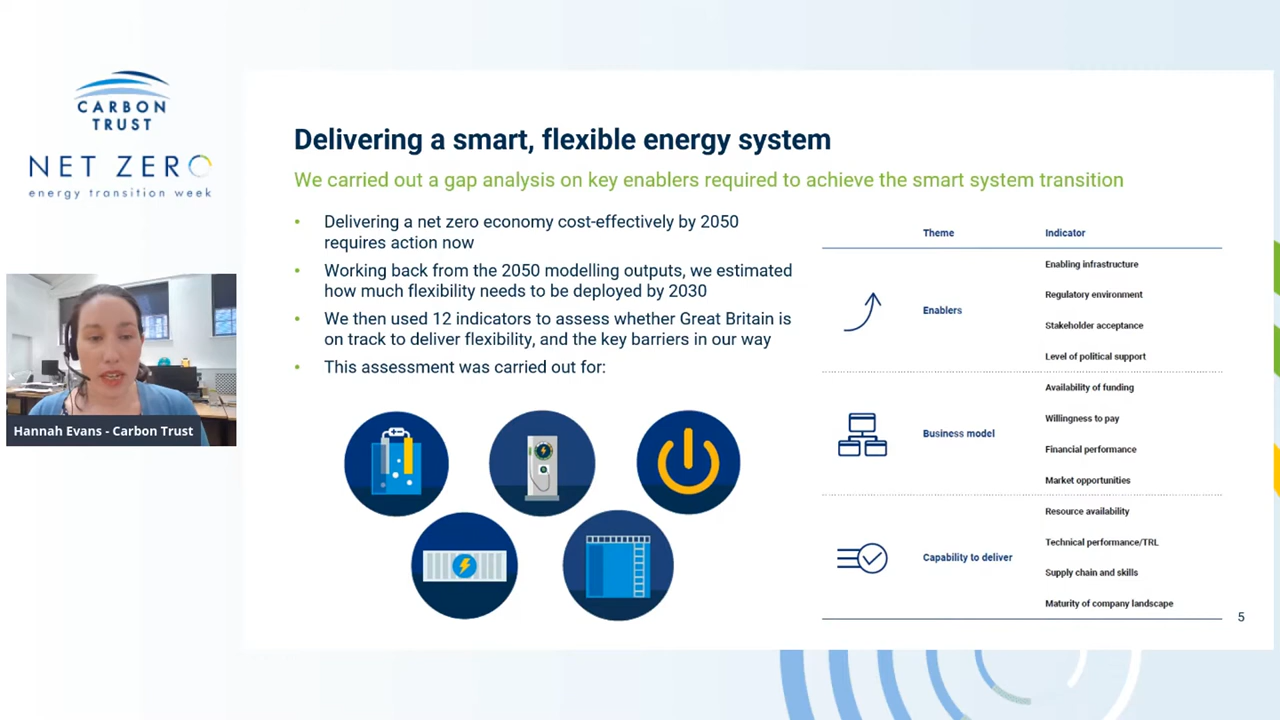 CARBON
TRUST
NET ZERO
energy transition week
Hannah Evans - Carbon Trust
Delivering a smart, flexible energy system
We carried out a gap analysis on key enablers required to achieve the smart system transition
• Delivering a net zero economy cost-effectively by 2050
requires action now
• Working back from the 2050 modelling outputs, we estimated
how much flexibility needs to be deployed by 2030
• We then used 12 indicators to assess whether Great Britain is
on track to deliver flexibility, and the key barriers in our way
• This assessment was carried out for:
Theme Indicator
Enablers
Enabling infrastructure
Regulatory environment
Stakeholder acceptance
Level of political support
Business model
Availability of funding
Willingness to pay
Financial performance
Market opportunities
Capability to deliver
Resource availability
Technical performance/TRL
Supply chain and skills
Maturity of company landscape
5